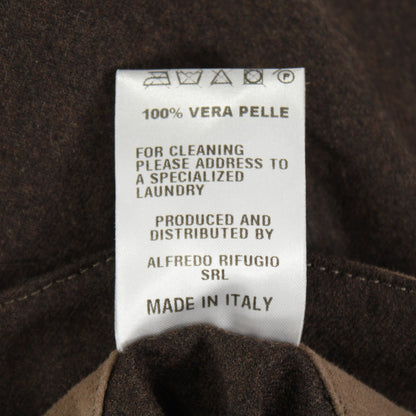 P
100% VERA PELLE
FOR CLEANING
PLEASE ADDRESS TO
A SPECIALIZED
LAUNDRY
PRODUCED AND
DISTRIBUTED BY
ALFREDO RIFUGIO
SRL
MADE IN ITALY